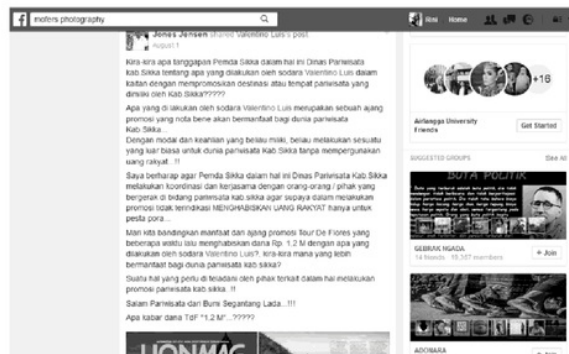 mofers photography
Rini Home
Jones Jensen shared Valentino Luis's post
August 1
Kira-kira apa tanggapan Pemda Sikka dalam hal ini Dinas Pariwisata
kab.Sikka tentang apa yang dilakukan oleh sodara Valentino Luis dalam
kaitan dengan mempromosikan destinasi atau tempat pariwisata yang
dimiliki oleh Kab.Sikka?????
Apa yang di lakukan oleh sodara Valentino Luis merupakan sebuah ajang
promosi yang nota bene akan bermanfaat bagi dunia pariwisata
Kab.Sikka...
Dengan modal dan keahlian yang beliau miliki, beliau melakukan sesuatu
yang luar biasa untuk dunia pariwisata Kab.Sikka tanpa mempergunakan
uang rakyat..!!
Saya berharap agar Pemda Sikka dalam hal ini Dinas Pariwisata Kab.Sikka
melakukan koordinasi dan kerjasama dengan orang-orang / pihak yang
bergerak di bidang pariwisata kab.sikka agar supaya dalam melakukan
promosi tidak terindikasi MENGHABISKAN UANG RAKYAT hanya untuk
pesta pora...
Mari kita bandingkan manfaat dari ajang promosi Tour De Flores yang
beberapa waktu lalu menghabiskan dana Rp. 1,2 M dengan apa yang
dilakukan oleh sodara Valentino Luis?, kira-kira mana yang lebih
bermanfaat bagi dunia pariwisata kab.sikka?
Suatu hal yang perlu di teladani oleh pihak terkait dalam hal melakukan
promosi pariwisata kab.sikka..!!
Salam Pariwisata dari Bumi Segantang Lada...!!!
Apa kabar dana TdF "1,2 M"...?????
LIONMAG
+16
Airlangga University
Friends
Get Started
SUGGESTED GROUPS See All
BUTA POLITIK
GEBRAK NGADA
+ Join
ADONARA